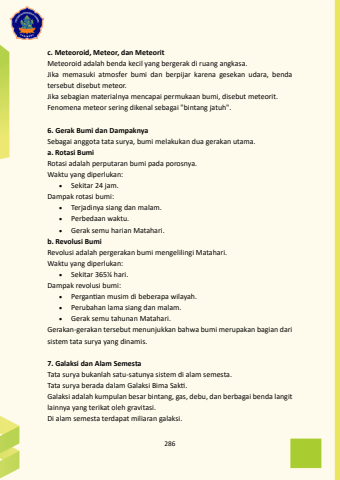 c. Meteoroid, Meteor, dan Meteorit
Meteoroid adalah benda kecil yang bergerak di ruang angkasa.
Jika memasuki atmosfer bumi dan berpijar karena gesekan udara, benda
tersebut disebut meteor.
Jika sebagian materialnya mencapai permukaan bumi, disebut meteorit.
Fenomena meteor sering dikenal sebagai "bintang jatuh".
6. Gerak Bumi dan Dampaknya
Sebagai anggota tata surya, bumi melakukan dua gerakan utama.
a. Rotasi Bumi
Rotasi adalah perputaran bumi pada porosnya.
Waktu yang diperlukan:
• Sekitar 24 jam.
Dampak rotasi bumi:
• Terjadinya siang dan malam.
• Perbedaan waktu.
• Gerak semu harian Matahari.
b. Revolusi Bumi
Revolusi adalah pergerakan bumi mengelilingi Matahari.
Waktu yang diperlukan:
• Sekitar 365¼ hari.
Dampak revolusi bumi:
• Pergantian musim di beberapa wilayah.
• Perubahan lama siang dan malam.
• Gerak semu tahunan Matahari.
Gerakan-gerakan tersebut menunjukkan bahwa bumi merupakan bagian dari
sistem tata surya yang dinamis.
7. Galaksi dan Alam Semesta
Tata surya bukanlah satu-satunya sistem di alam semesta.
Tata surya berada dalam Galaksi Bima Sakti.
Galaksi adalah kumpulan besar bintang, gas, debu, dan berbagai benda langit
lainnya yang terikat oleh gravitasi.
Di alam semesta terdapat miliaran galaksi.
286